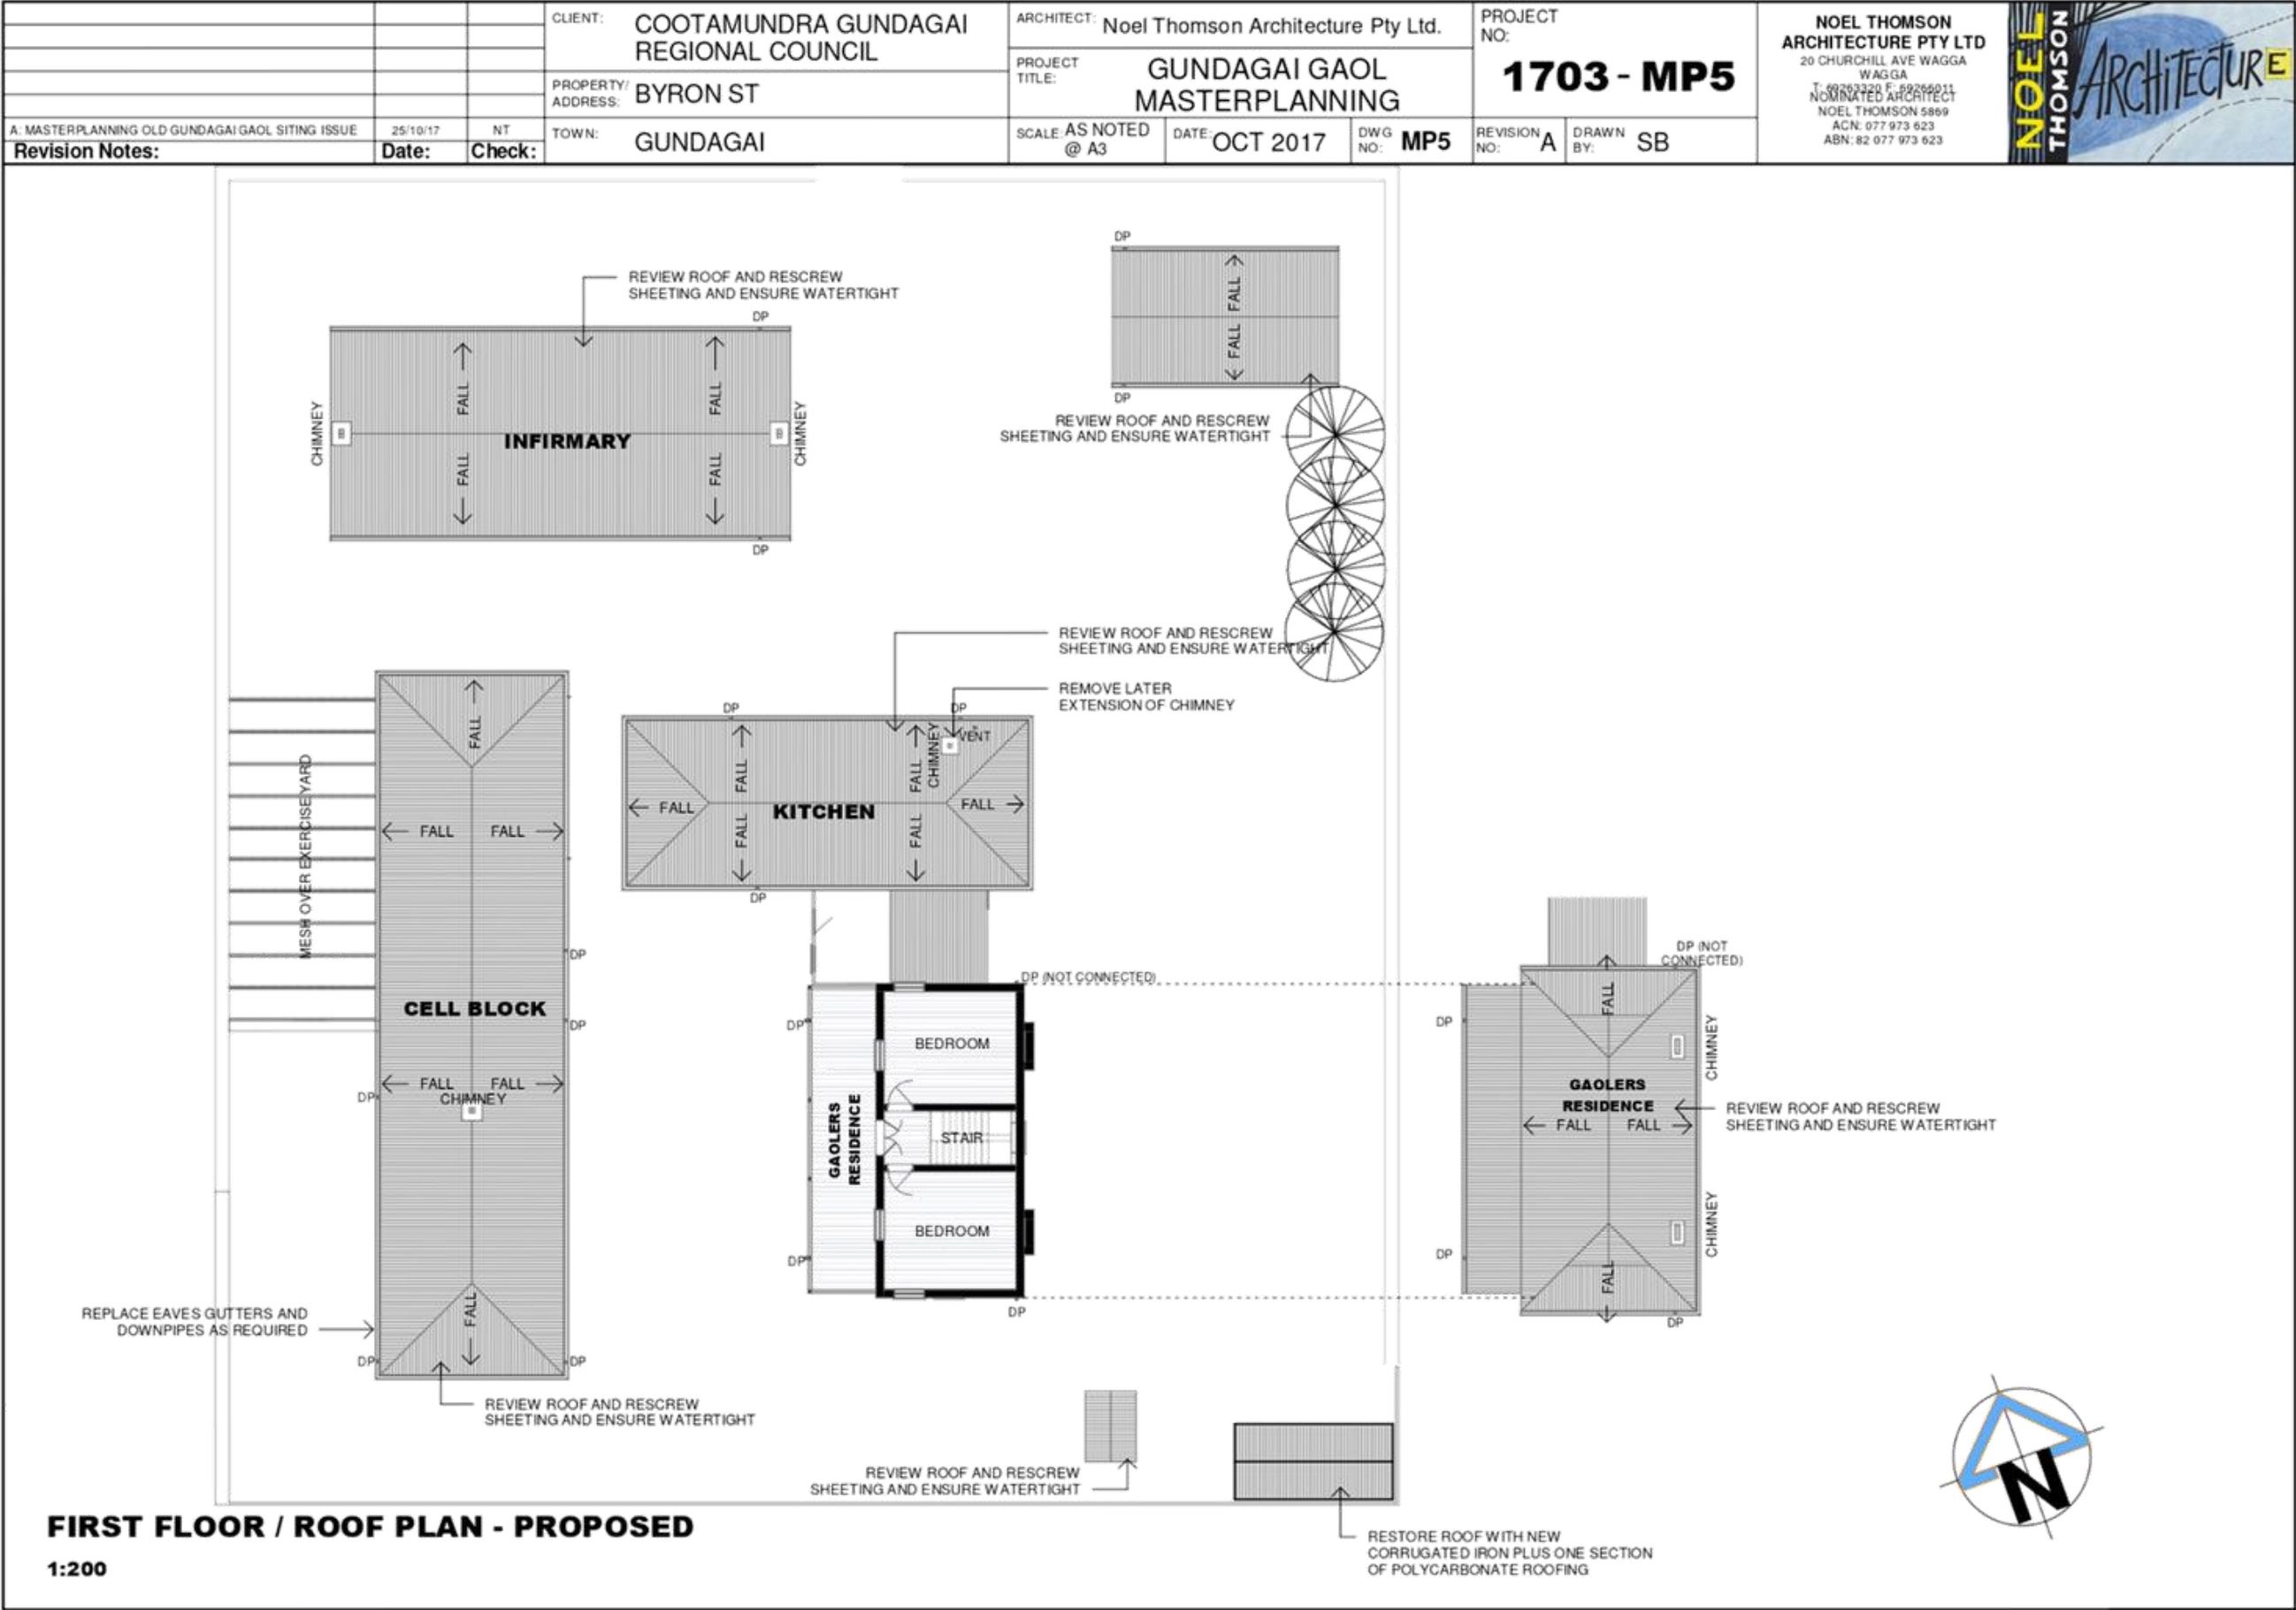 CLIENT: COOTAMUNDRA GUNDAGAI
REGIONAL COUNCIL
PROPERTY/
ADDRESS: BYRON ST
TOWN: GUNDAGAI
A: MASTERPLANNING OLD GUNDAGAI GAOL SITING ISSUE 25/10/17 NT
Revision Notes: Date: Check:
ARCHITECT: Noel Thomson Architecture Pty Ltd.
PROJECT
TITLE: GUNDAGAI GAOL
MASTERPLANNING
SCALE: AS NOTED
@ A3
DATE: OCT 2017
DWG
NO: MP5
PROJECT
NO:
1703 - MP5
REVISION
NO: A
DRAWN
BY: SB
NOEL THOMSON
ARCHITECTURE PTY LTD
20 CHURCHILL AVE WAGGA
WAGGA
T: 69263320 F: 69266011
NOMINATED ARCHITECT
NOEL THOMSON 5869
ACN: 077 973 623
ABN: 82 077 973 623
NOEL
THOMSON
ARCHITECTURE
REVIEW ROOF AND RESCREW
SHEETING AND ENSURE WATERTIGHT
DP
CHIMNEY
FALL
FALL
INFIRMARY
FALL
FALL
CHIMNEY
DP
DP
FALL
FALL
DP
REVIEW ROOF AND RESCREW
SHEETING AND ENSURE WATERTIGHT
REVIEW ROOF AND RESCREW
SHEETING AND ENSURE WATERTIGHT
REMOVE LATER
EXTENSION OF CHIMNEY
DP
DP
VENT
CHIMNEY
FALL
FALL
FALL
KITCHEN
FALL
FALL
FALL
DP
MESH OVER EXERCISE YARD
FALL
FALL FALL
DP
CELL BLOCK
DP
FALL FALL
CHIMNEY
DP
FALL
REPLACE EAVES GUTTERS AND
DOWNPIPES AS REQUIRED
DP
DP
REVIEW ROOF AND RESCREW
SHEETING AND ENSURE WATERTIGHT
DP (NOT CONNECTED)
DP
BEDROOM
GAOLERS
RESIDENCE
STAIR
BEDROOM
DP
DP
DP (NOT
CONNECTED)
DP
FALL
CHIMNEY
GAOLERS
RESIDENCE
FALL FALL
REVIEW ROOF AND RESCREW
SHEETING AND ENSURE WATERTIGHT
CHIMNEY
DP
FALL
DP
REVIEW ROOF AND RESCREW
SHEETING AND ENSURE WATERTIGHT
RESTORE ROOF WITH NEW
CORRUGATED IRON PLUS ONE SECTION
OF POLYCARBONATE ROOFING
N
FIRST FLOOR / ROOF PLAN - PROPOSED
1:200